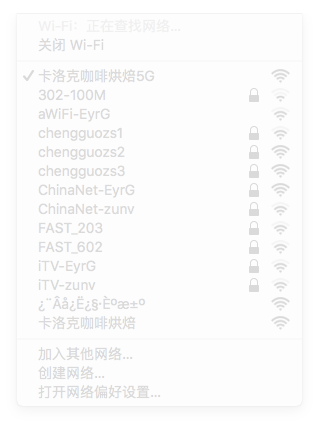 Wi-Fi：正在查找网络...
关闭 Wi-Fi
卡洛克咖啡烘焙5G
302-100M
aWiFi-EyrG
chengguozs1
chengguozs2
chengguozs3
ChinaNet-EyrG
ChinaNet-zunv
FAST_203
FAST_602
iTV-EyrG
iTV-zunv
¿¨Âå¿Ë¿§·Èºæ±º
卡洛克咖啡烘焙
加入其他网络...
创建网络...
打开网络偏好设置...